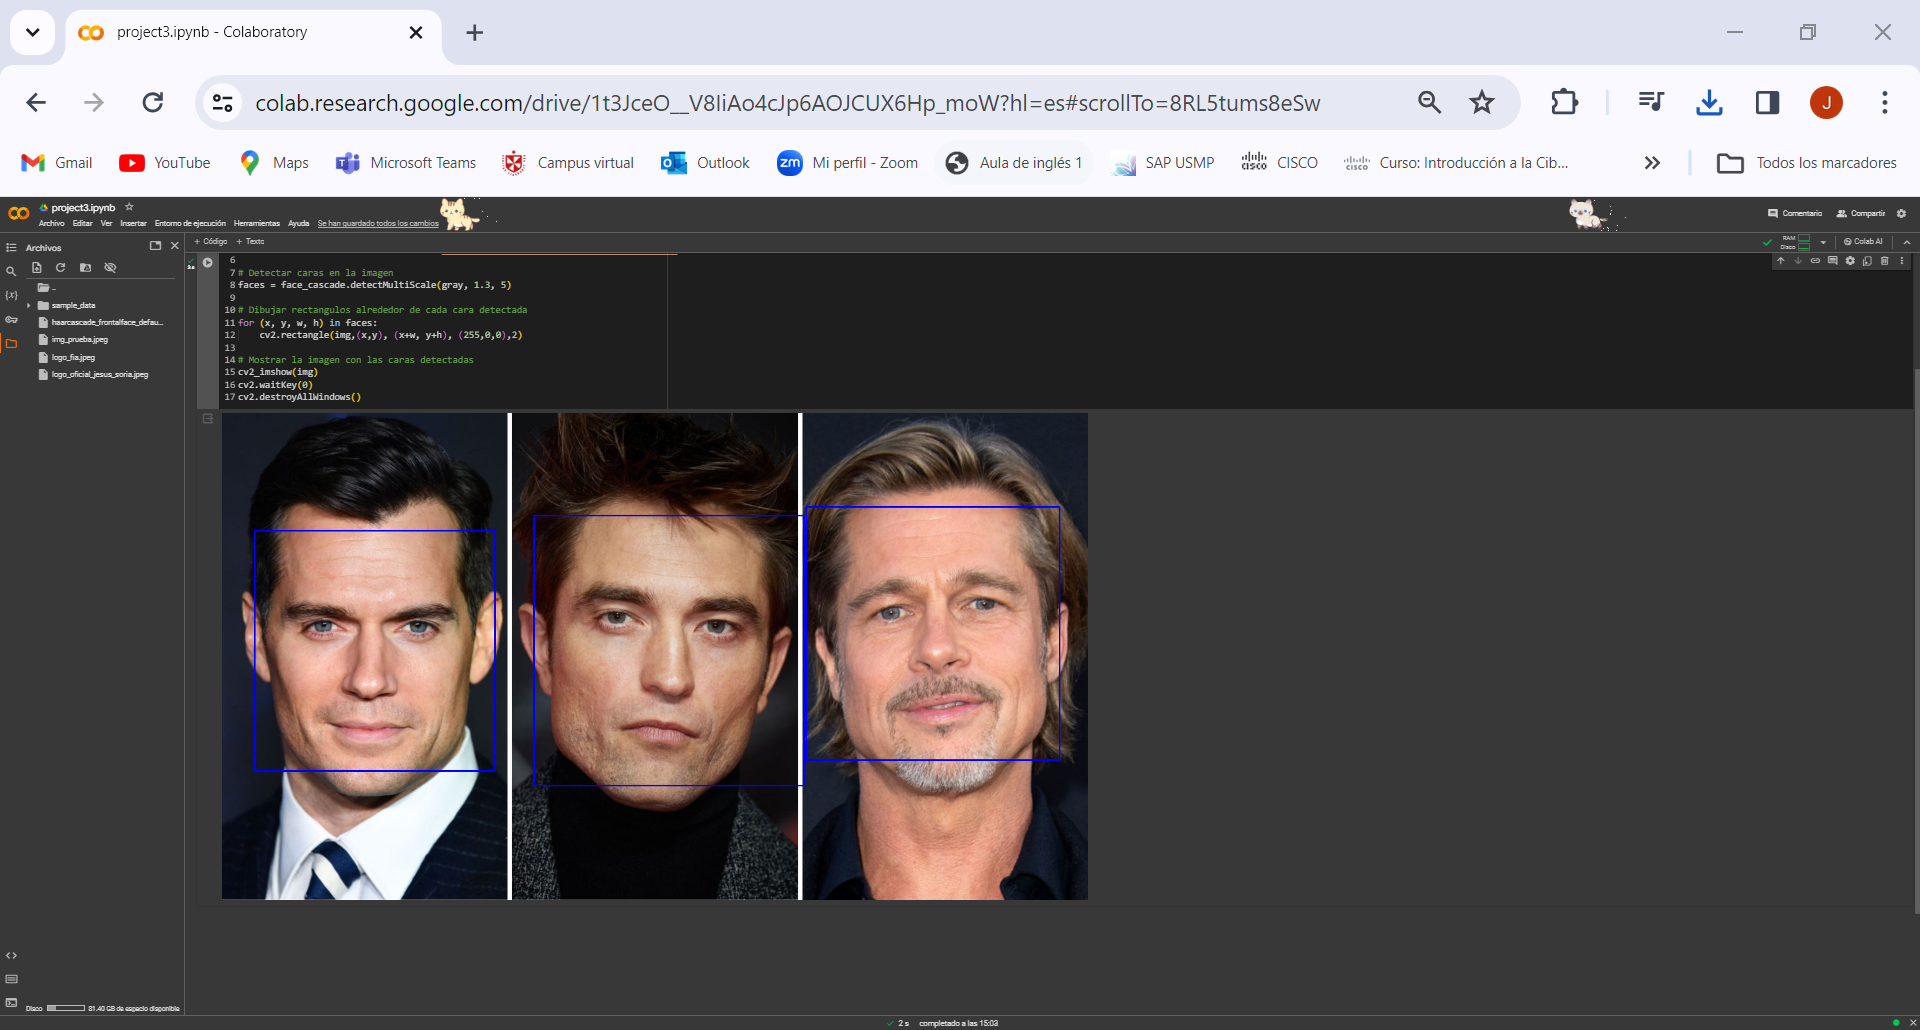 project3.ipynb - Colaboratory
colab.research.google.com/drive/1t3JceO__V8IiAo4cJp6AOJCUX6Hp_moW?hl=es#scrollTo=8RL5tums8eSw
J
Gmail YouTube Maps Microsoft Teams Campus virtual Outlook zm Mi perfil - Zoom Aula de inglés 1 SAP USMP CISCO Curso: Introducción a la Cib... Todos los marcadores
project3.ipynb
Archivo Editar Ver Insertar Entorno de ejecución Herramientas Ayuda Se han guardado todos los cambios
Comentario Compartir
Archivos
+ Código + Texto
RAM
Disco
Colab AI
..
sample_data
haarcascade_frontalface_defau...
img_prueba.jpeg
logo_fia.jpeg
logo_oficial_jesus_soria.jpeg
6
7 # Detectar caras en la imagen
8 faces = face_cascade.detectMultiScale(gray, 1.3, 5)
9
10 # Dibujar rectangulos alrededor de cada cara detectada
11 for (x, y, w, h) in faces:
12 cv2.rectangle(img,(x,y), (x+w, y+h), (255,0,0),2)
13
14 # Mostrar la imagen con las caras detectadas
15 cv2_imshow(img)
16 cv2.waitKey(0)
17 cv2.destroyAllWindows()
Disco 81.40 GB de espacio disponible
2 s completado a las 15:03